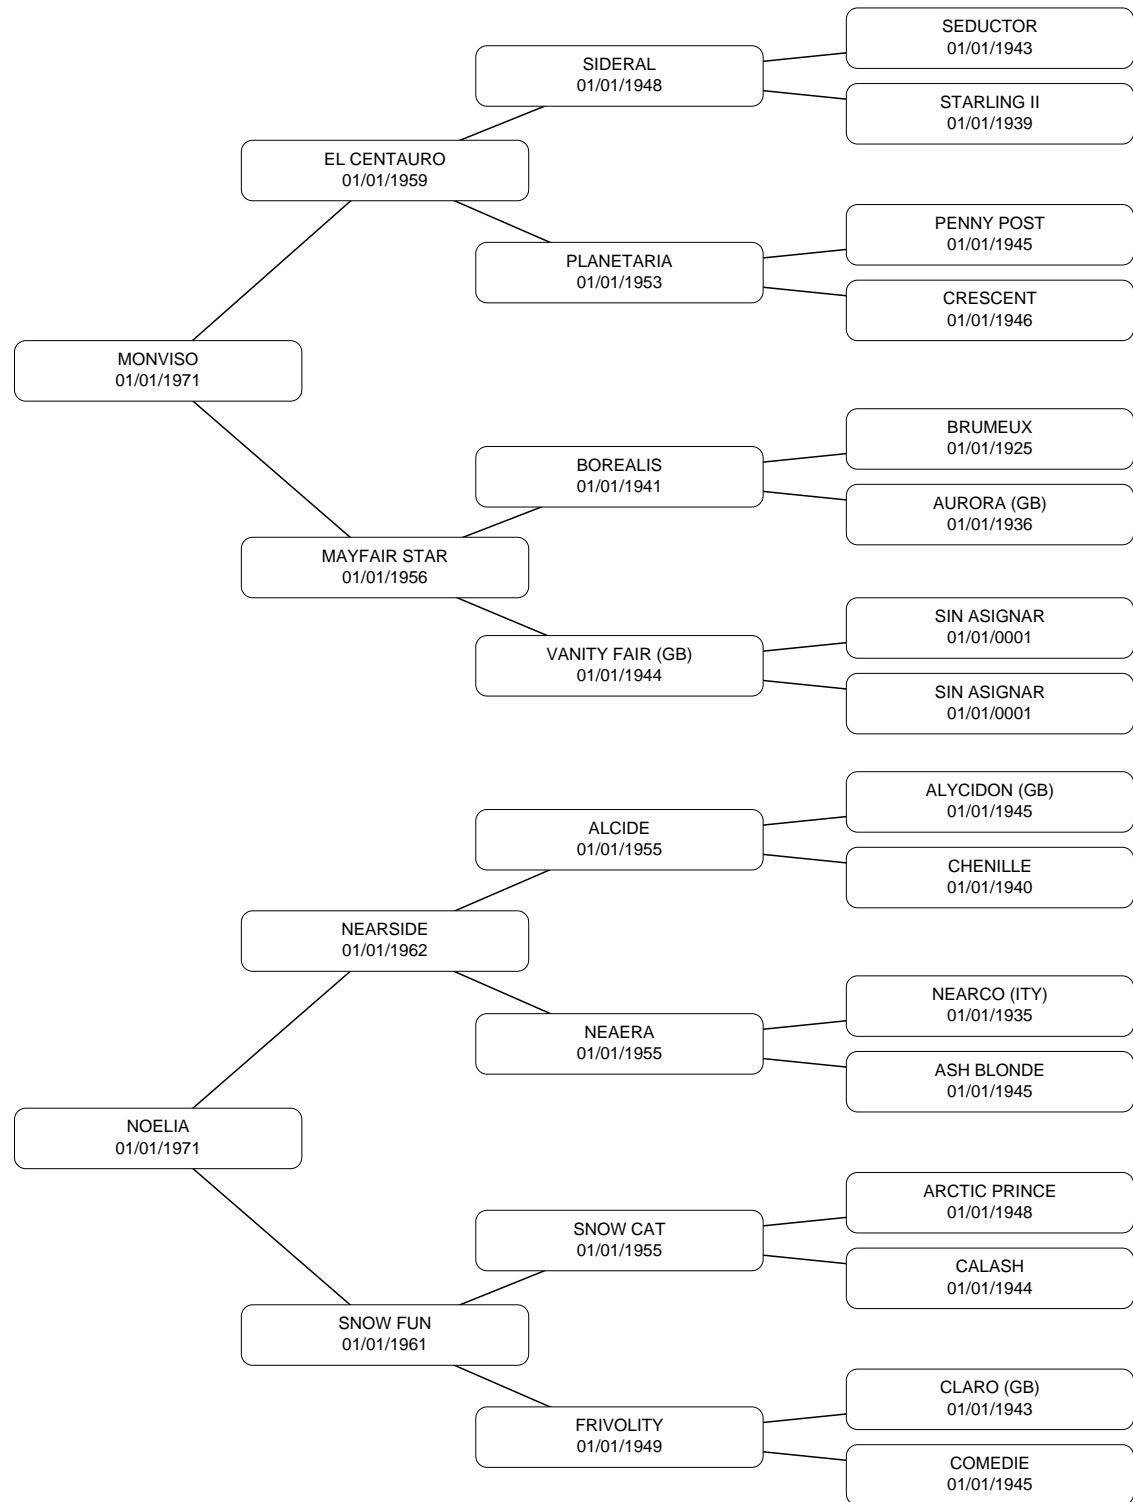 SEDUCTOR
01/01/1943
SIDERAL
01/01/1948
STARLING II
01/01/1939
EL CENTAURO
01/01/1959
PENNY POST
01/01/1945
PLANETARIA
01/01/1953
CRESCENT
01/01/1946
MONVISO
01/01/1971
BRUMEUX
01/01/1925
BOREALIS
01/01/1941
AURORA (GB)
01/01/1936
MAYFAIR STAR
01/01/1956
SIN ASIGNAR
01/01/0001
VANITY FAIR (GB)
01/01/1944
SIN ASIGNAR
01/01/0001
ALYCIDON (GB)
01/01/1945
ALCIDE
01/01/1955
CHENILLE
01/01/1940
NEARSIDE
01/01/1962
NEARCO (ITY)
01/01/1935
NEAERA
01/01/1955
ASH BLONDE
01/01/1945
NOELIA
01/01/1971
ARCTIC PRINCE
01/01/1948
SNOW CAT
01/01/1955
CALASH
01/01/1944
SNOW FUN
01/01/1961
CLARO (GB)
01/01/1943
FRIVOLITY
01/01/1949
COMEDIE
01/01/1945